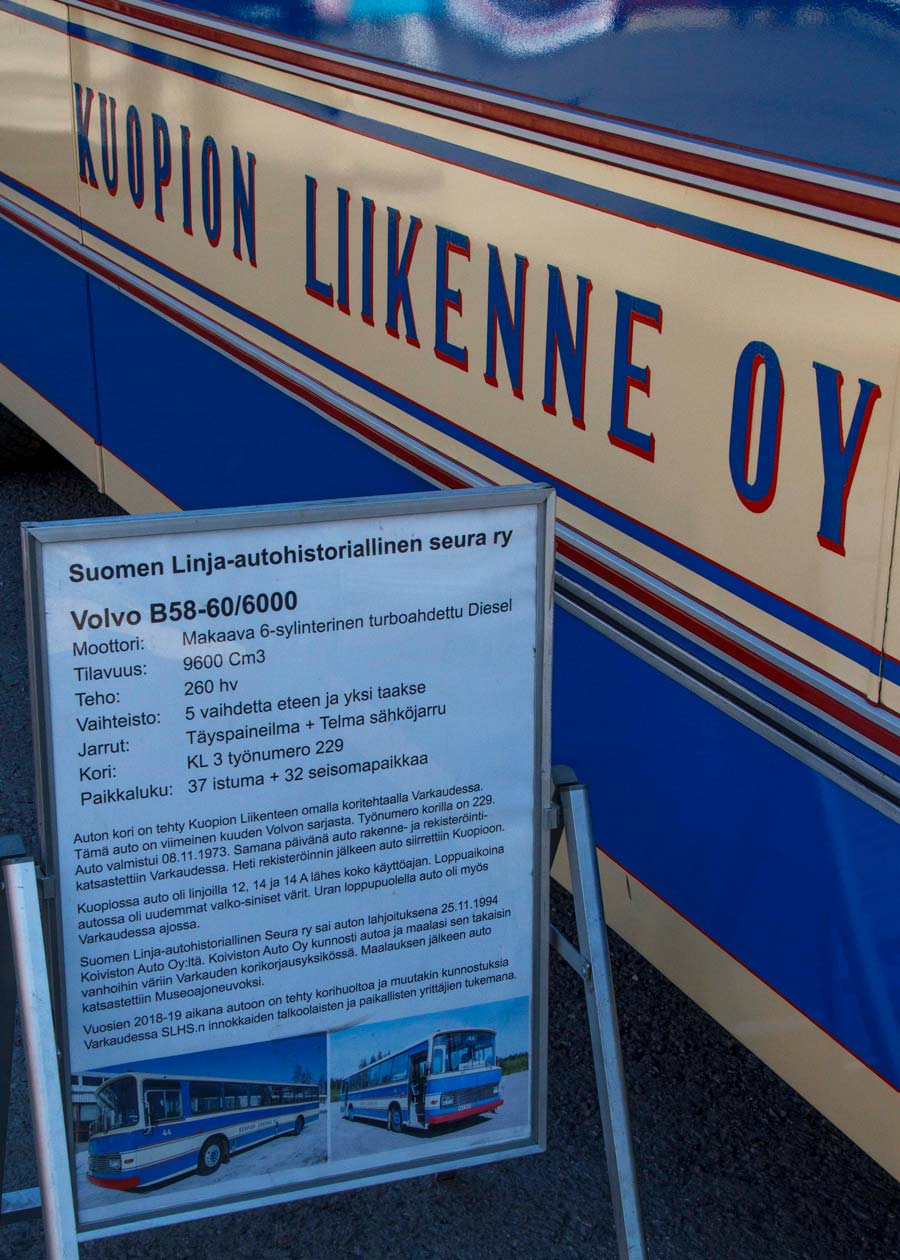 KUOPION LIIKENNE OY
Suomen Linja-autohistoriallinen seura ry
Volvo B58-60/6000
Moottori: Makaava 6-sylinterinen turboahdettu Diesel
Tilavuus: 9600 Cm3
Teho: 260 hv
Vaihteisto: 5 vaihdetta eteen ja yksi taakse
Jarrut: Täyspaineilma + Telma sähköjarru
Kori: KL 3 työnumero 229
Paikkaluku: 37 istuma + 32 seisomapaikkaa
Auton kori on tehty Kuopion Liikenteen omalla koritehtaalla Varkaudessa.
Tämä auto on viimeinen kuuden Volvon sarjasta. Työnumero korilla on 229.
Auto valmistui 08.11.1973. Samana päivänä auto rakenne- ja rekisteröinti-
katsastettiin Varkaudessa. Heti rekisteröinnin jälkeen auto siirrettiin Kuopioon.
Kuopiossa auto oli linjoilla 12, 14 ja 14 A lähes koko käyttöajan. Loppuaikoina
autossa oli uudemmat valko-siniset värit. Uran loppupuolella auto oli myös
Varkaudessa ajossa.
Suomen Linja-autohistoriallinen Seura ry sai auton lahjoituksena 25.11.1994
Koiviston Auto Oy:ltä. Koiviston Auto Oy kunnosti autoa ja maalasi sen takaisin
vanhoihin väriin Varkauden korikorjausyksikössä. Maalauksen jälkeen auto
katsastettiin Museoajoneuvoksi.
Vuosien 2018-19 aikana autoon on tehty korihuoltoa ja muutakin kunnostuksia
Varkaudessa SLHS.n innokkaiden talkoolaisten ja paikallisten yrittäjien tukemana.
44
KUOPION LIIKENNE